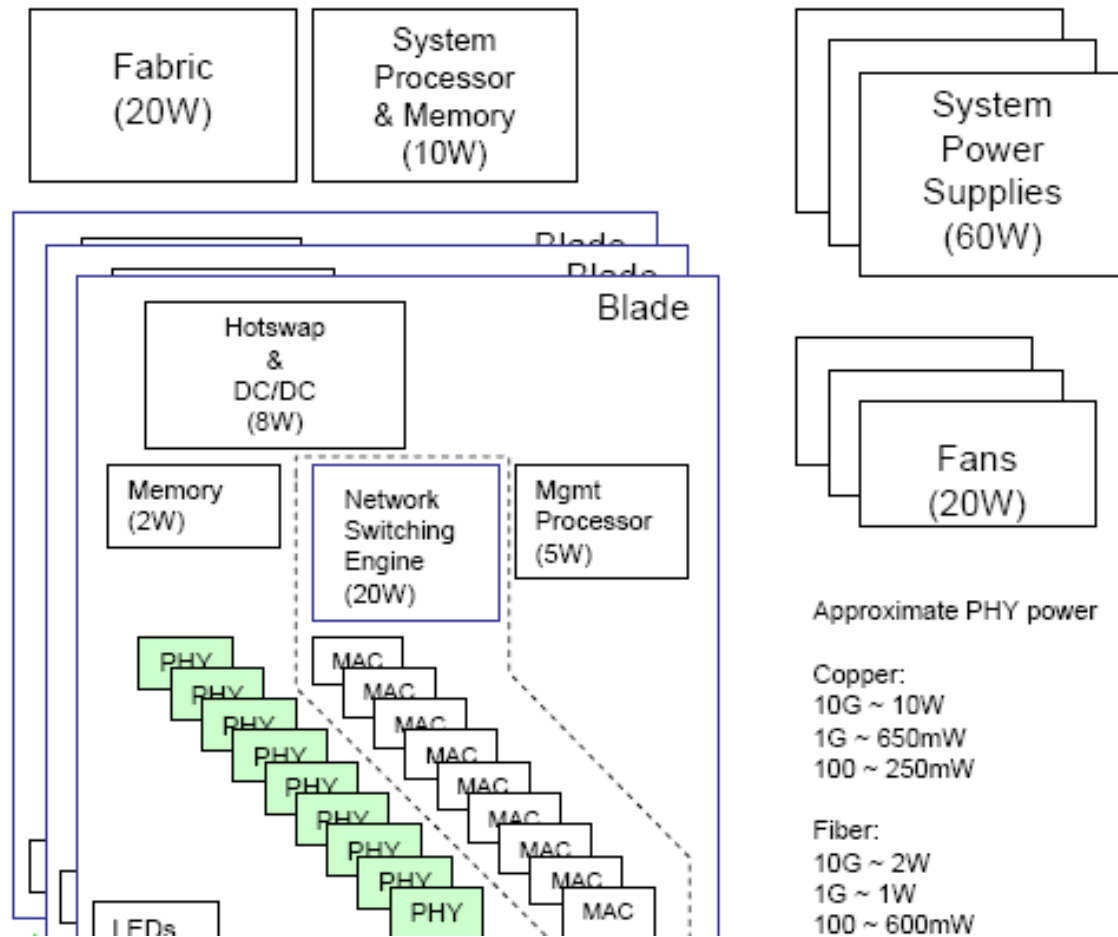 Fabric
(20W)
System
Processor
& Memory
(10W)
System
Power
Supplies
(60W)
Blade
Blade
Blade
Hotswap
&
DC/DC
(8W)
Memory
(2W)
Network
Switching
Engine
(20W)
Mgmt
Processor
(5W)
Fans
(20W)
PHY
PHY
PHY
PHY
PHY
PHY
PHY
PHY
PHY
MAC
MAC
MAC
MAC
MAC
MAC
MAC
MAC
MAC
LEDs
Approximate PHY power
Copper:
10G ~ 10W
1G ~ 650mW
100 ~ 250mW
Fiber:
10G ~ 2W
1G ~ 1W
100 ~ 600mW